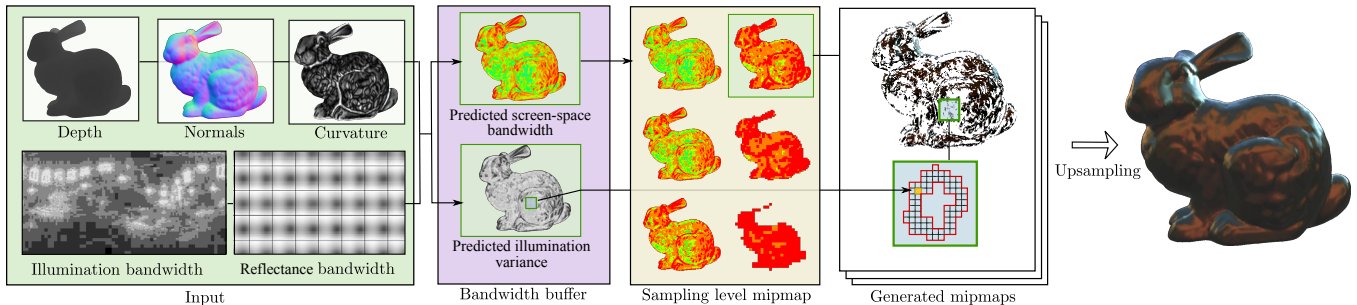 Depth
Normals
Curvature
Illumination bandwidth
Reflectance bandwidth
Input
Predicted screen-space
bandwidth
Predicted illumination
variance
Bandwidth buffer
Sampling level mipmap
Generated mipmaps
Upsampling